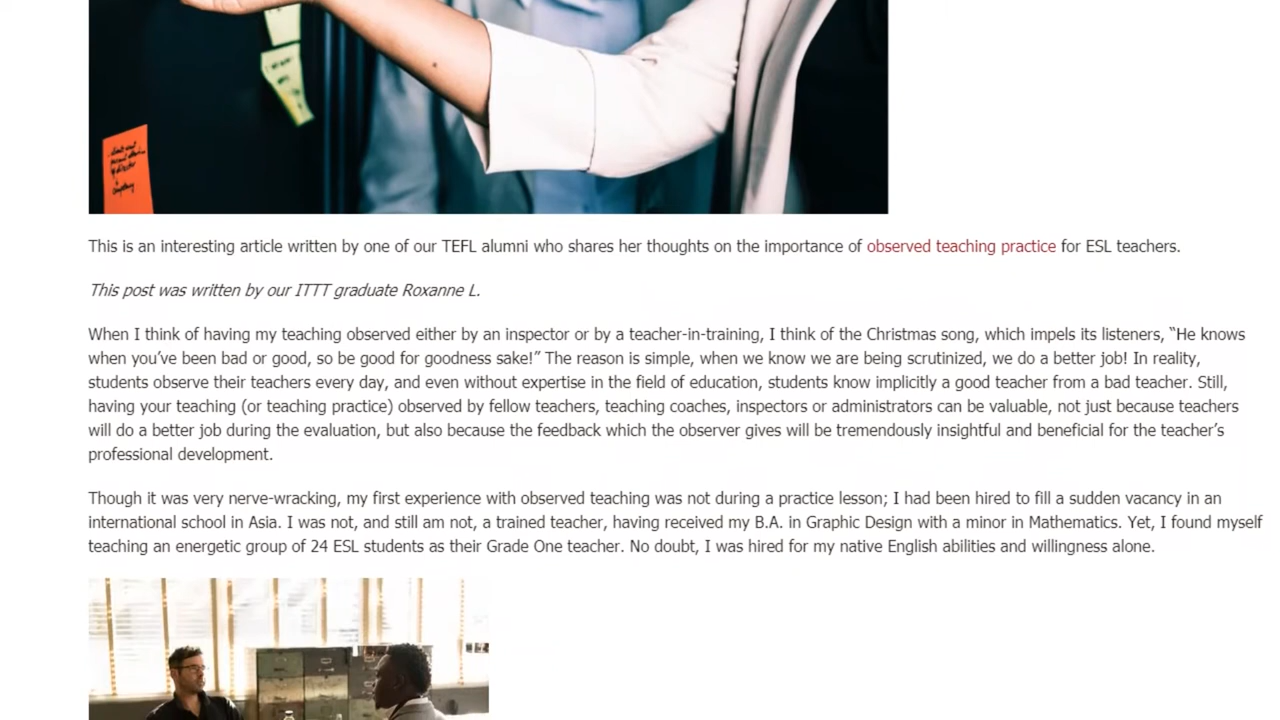 This is an interesting article written by one of our TEFL alumni who shares her thoughts on the importance of observed teaching practice for ESL teachers.
This post was written by our ITTT graduate Roxanne L.
When I think of having my teaching observed either by an inspector or by a teacher-in-training, I think of the Christmas song, which impels its listeners, “He knows
when you’ve been bad or good, so be good for goodness sake!” The reason is simple, when we know we are being scrutinized, we do a better job! In reality,
students observe their teachers every day, and even without expertise in the field of education, students know implicitly a good teacher from a bad teacher. Still,
having your teaching (or teaching practice) observed by fellow teachers, teaching coaches, inspectors or administrators can be valuable, not just because teachers
will do a better job during the evaluation, but also because the feedback which the observer gives will be tremendously insightful and beneficial for the teacher’s
professional development.
Though it was very nerve-wracking, my first experience with observed teaching was not during a practice lesson; I had been hired to fill a sudden vacancy in an
international school in Asia. I was not, and still am not, a trained teacher, having received my B.A. in Graphic Design with a minor in Mathematics. Yet, I found myself
teaching an energetic group of 24 ESL students as their Grade One teacher. No doubt, I was hired for my native English abilities and willingness alone.